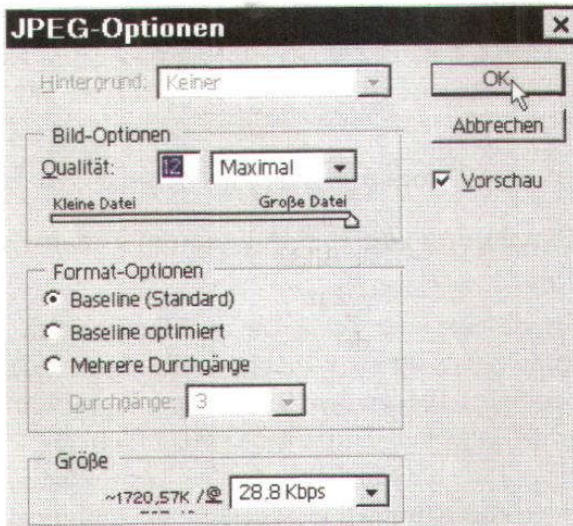 JPEG-Optionen
Hintergrund: Keiner
OK
Abbrechen
Vorschau
Bild-Optionen
Qualität: 12 Maximal
Kleine Datei Große Datei
Format-Optionen
Baseline (Standard)
Baseline optimiert
Mehrere Durchgänge
Durchgänge: 3
Größe
~1720,57K /@ 28,8 Kbps